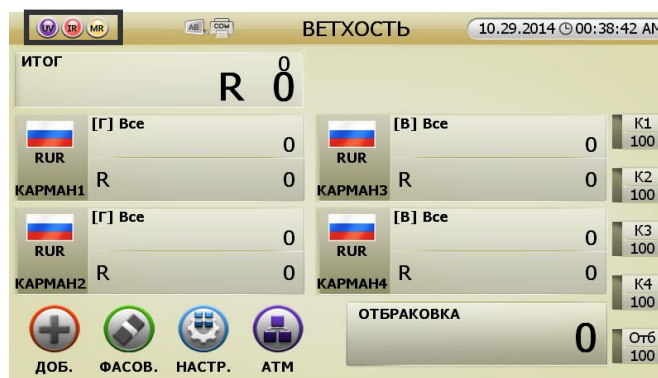 UV IR MR AB COM ВЕТХОСТЬ 10.29.2014 00:38:42 AM
ИТОГ 0
R 0
[Г] Все
0
RUR
КАРМАН1 R 0
[В] Все
0
RUR
КАРМАН3 R 0
[Г] Все
0
RUR
КАРМАН2 R 0
[В] Все
0
RUR
КАРМАН4 R 0
К1
100
К2
100
К3
100
К4
100
Отб
100
ОТБРАКОВКА
0
ДОБ. ФАСОВ. НАСТР. АТМ